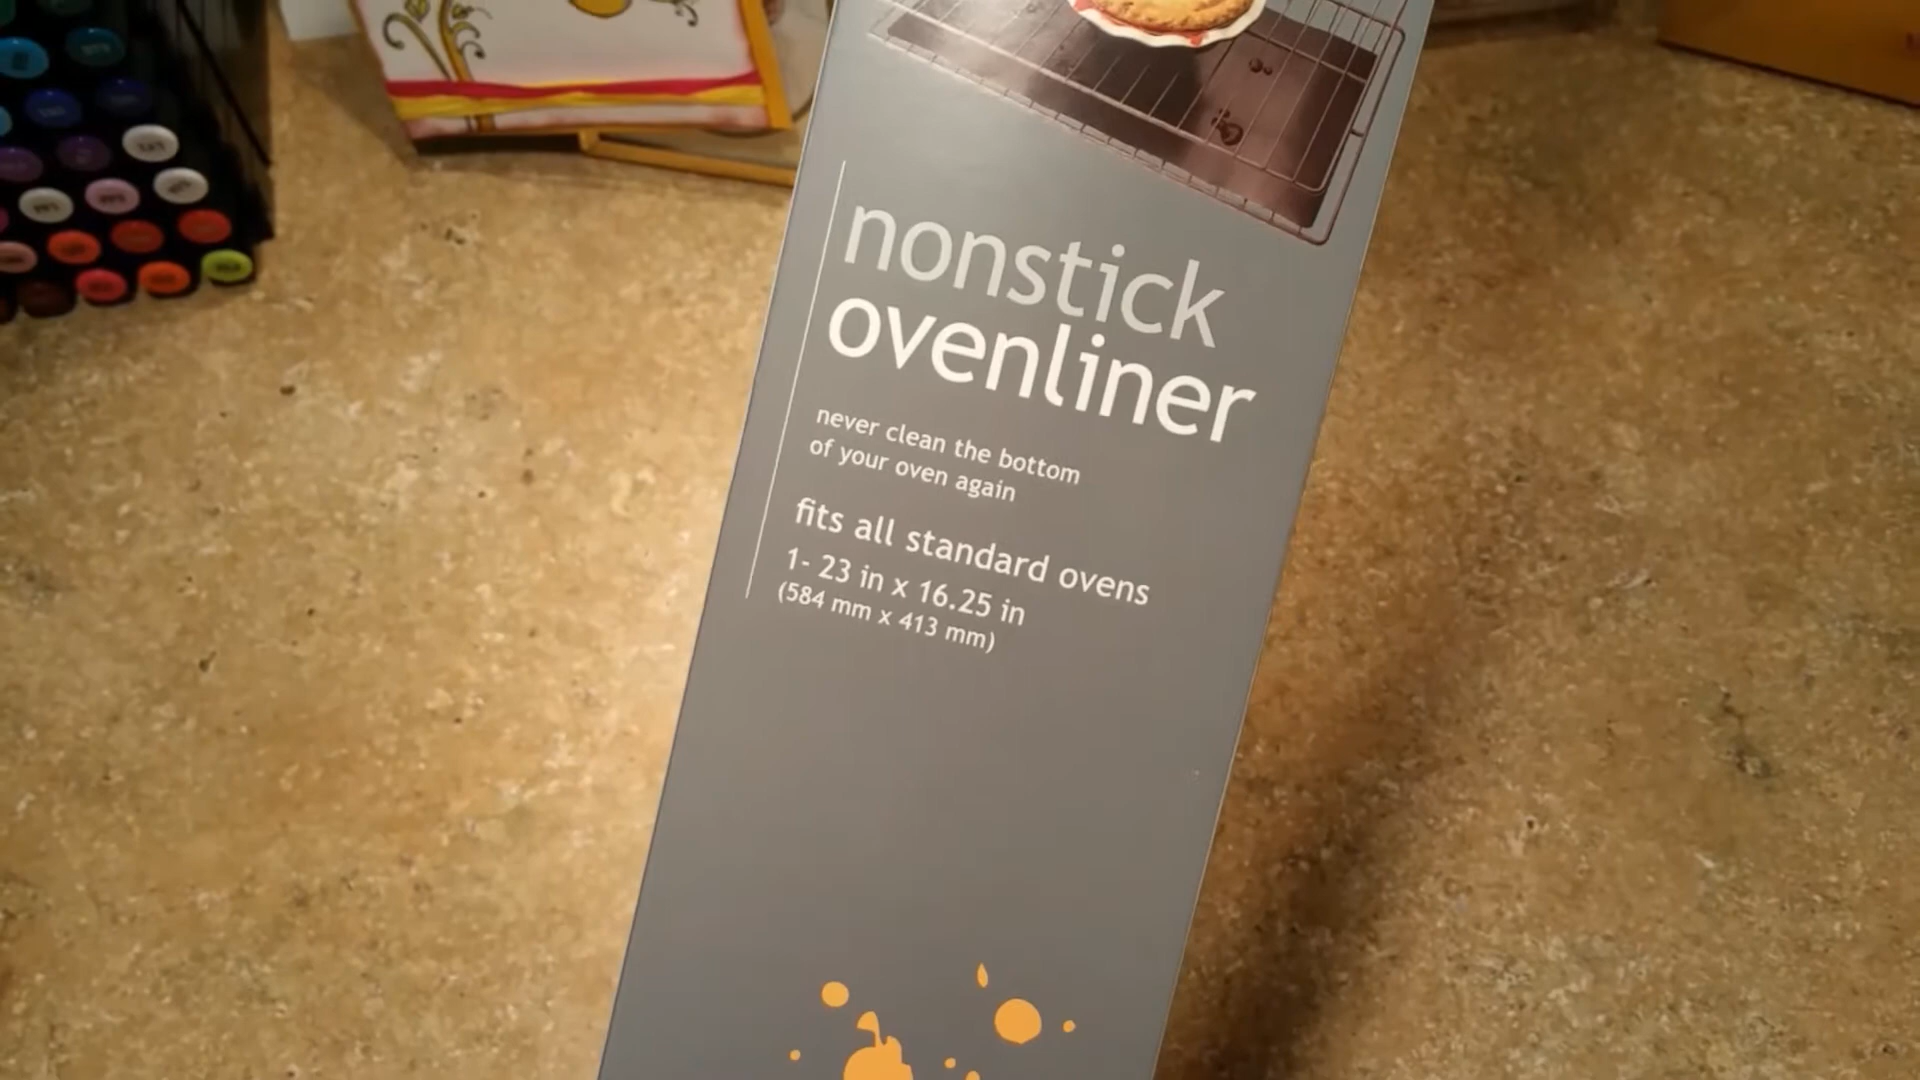 nonstick
ovenliner
never clean the bottom
of your oven again
fits all standard ovens
1- 23 in x 16.25 in
(584 mm x 413 mm)